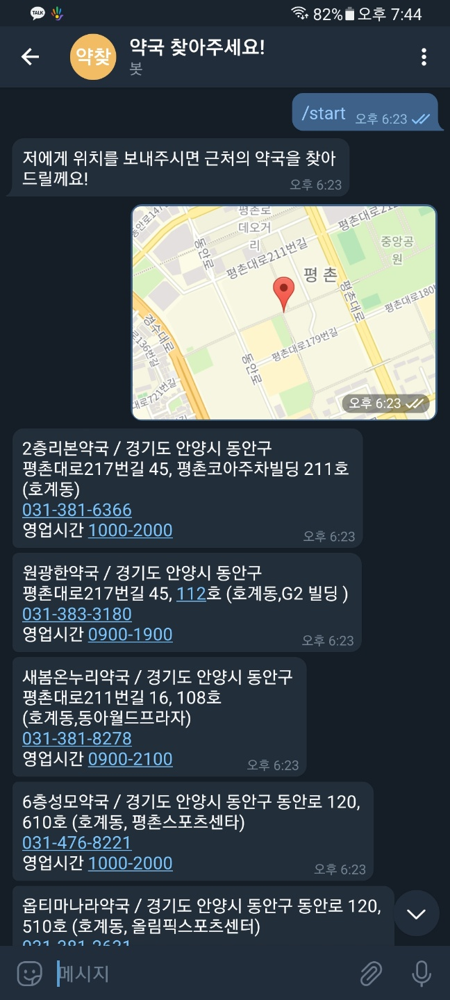 TALK
82% 오후 7:44
약찾
약국 찾아주세요!
봇
/start 오후 6:23
저에게 위치를 보내주시면 근처의 약국을 찾아
드릴께요!
오후 6:23
평촌로
데오거
리
평촌대로211번길
중앙공
원
동안로
평촌
평촌대로
경수대로
평촌대로179번길
동안로
대로721번길
오후 6:23
2층리본약국 / 경기도 안양시 동안구
평촌대로217번길 45, 평촌코아주차빌딩 211호
(호계동)
031-381-6366
영업시간 1000-2000
오후 6:23
원광한약국 / 경기도 안양시 동안구
평촌대로217번길 45, 112호 (호계동,G2 빌딩 )
031-383-3180
영업시간 0900-1900
오후 6:23
새봄온누리약국 / 경기도 안양시 동안구
평촌대로211번길 16, 108호
(호계동,동아월드프라자)
031-381-8278
영업시간 0900-2100
오후 6:23
6층성모약국 / 경기도 안양시 동안구 동안로 120,
610호 (호계동, 평촌스포츠센타)
031-476-8221
영업시간 1000-2000
오후 6:23
옵티마나라약국 / 경기도 안양시 동안구 동안로 120,
510호 (호계동, 올림픽스포츠센터)
메시지